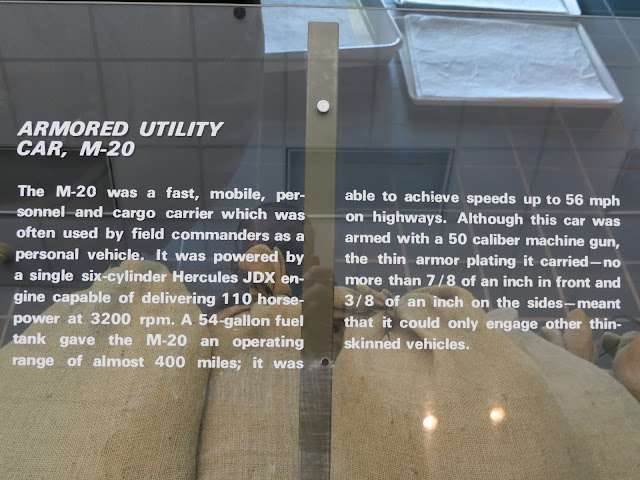 ARMORED UTILITY
CAR, M-20
The M-20 was a fast, mobile, per-
sonnel and cargo carrier which was
often used by field commanders as a
personal vehicle. It was powered by
a single six-cylinder Hercules JDX en-
gine capable of delivering 110 horse-
power at 3200 rpm. A 54-gallon fuel
tank gave the M-20 an operating
range of almost 400 miles; it was
able to achieve speeds up to 56 mph
on highways. Although this car was
armed with a 50 caliber machine gun,
the thin armor plating it carried—no
more than 7/8 of an inch in front and
3/8 of an inch on the sides—meant
that it could only engage other thin-
skinned vehicles.